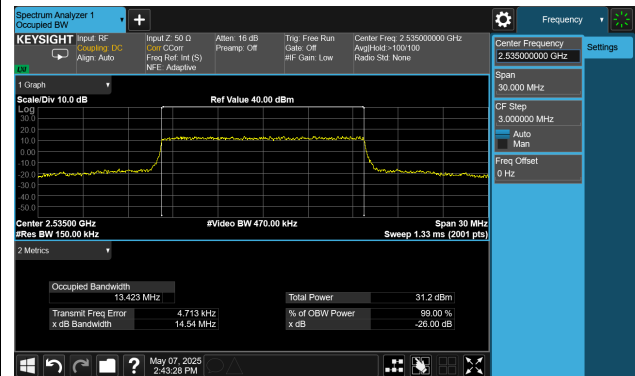 Spectrum Analyzer 1
Occupied BW
Frequency
KEYSIGHT
Input: RF
Coupling: DC
Align: Auto
Input Z: 50 Ω
Corr CCorr
Freq Ref: Int (S)
NFE: Adaptive
Atten: 16 dB
Preamp: Off
Trig: Free Run
Gate: Off
#IF Gain: Low
Center Freq: 2.535000000 GHz
Avg|Hold:>100/100
Radio Std: None
Center Frequency
2.535000000 GHz
Settings
Span
30.000 MHz
CF Step
3.000000 MHz
Auto
Man
Freq Offset
0 Hz
1 Graph
Scale/Div 10.0 dB
Ref Value 40.00 dBm
Log
30.0
20.0
10.0
0.00
-10.0
-20.0
-30.0
-40.0
-50.0
Center 2.53500 GHz
#Video BW 470.00 kHz
Span 30 MHz
#Res BW 150.00 kHz
Sweep 1.33 ms (2001 pts)
2 Metrics
Occupied Bandwidth
13.423 MHz
Total Power 31.2 dBm
Transmit Freq Error 4.713 kHz
% of OBW Power 99.00 %
x dB Bandwidth 14.54 MHz
x dB -26.00 dB
?
May 07, 2025
2:43:28 PM